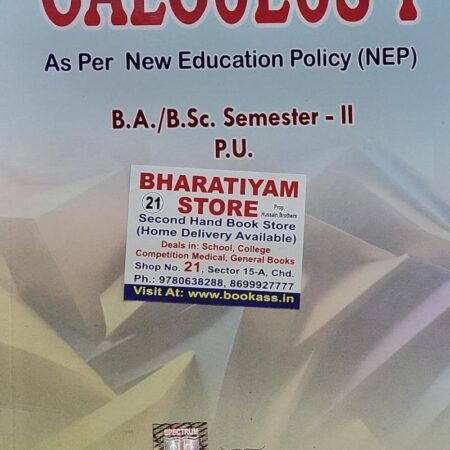 CALCULUS I
As Per New Education Policy (NEP)
B.A./B.Sc. Semester - II
P.U.
BHARATIYAM
21 STORE
Prop.
Hussain Brothers
Second Hand Book Store
(Home Delivery Available)
Deals in: School, College
Competition Medical, General Books
Shop No. 21, Sector 15-A, Chd.
Ph.: 9780638288, 8699927777
Visit At: www.bookass.in
SPECTRUM